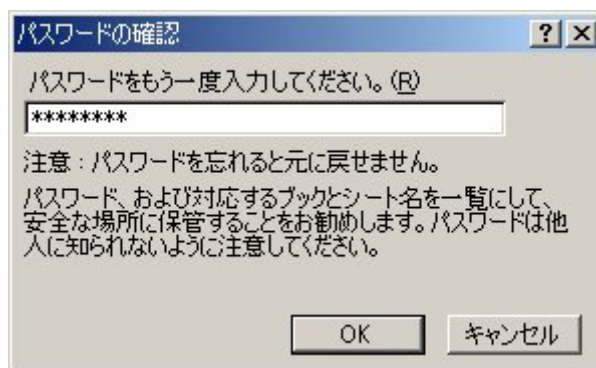 パスワードの確認
パスワードをもう一度入力してください。(R)
********
注意：パスワードを忘れると元に戻せません。
パスワード、および対応するブックとシート名を一覧にして、
安全な場所に保管することをお勧めします。パスワードは他
人に知られないように注意してください。
OK キャンセル